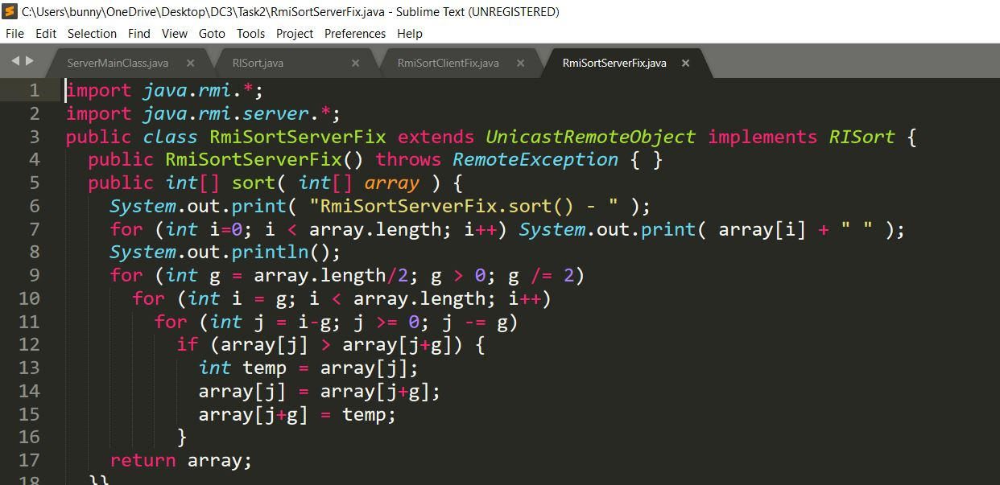 C:\Users\bunny\OneDrive\Desktop\DC3\Task2\RmiSortServerFix.java - Sublime Text (UNREGISTERED)
File Edit Selection Find View Goto Tools Project Preferences Help
ServerMainClass.java × RISort.java × RmiSortClientFix.java × RmiSortServerFix.java ×
1 import java.rmi.*;
2 import java.rmi.server.*;
3 public class RmiSortServerFix extends UnicastRemoteObject implements RISort {
4 public RmiSortServerFix() throws RemoteException { }
5 public int[] sort( int[] array ) {
6 System.out.print( "RmiSortServerFix.sort() - " );
7 for (int i=0; i < array.length; i++) System.out.print( array[i] + " " );
8 System.out.println();
9 for (int g = array.length/2; g > 0; g /= 2)
10 for (int i = g; i < array.length; i++)
11 for (int j = i-g; j >= 0; j -= g)
12 if (array[j] > array[j+g]) {
13 int temp = array[j];
14 array[j] = array[j+g];
15 array[j+g] = temp;
16 }
17 return array;
18 }}